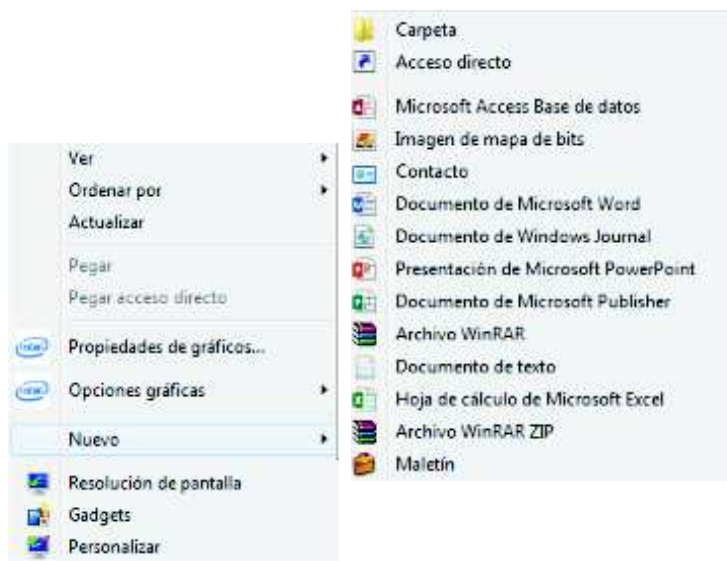 Ver
Ordenar por
Actualizar
Pegar
Pegar acceso directo
Propiedades de gráficos...
Opciones gráficas
Nuevo
Resolución de pantalla
Gadgets
Personalizar
Carpeta
Acceso directo
Microsoft Access Base de datos
Imagen de mapa de bits
Contacto
Documento de Microsoft Word
Documento de Windows Journal
Presentación de Microsoft PowerPoint
Documento de Microsoft Publisher
Archivo WinRAR
Documento de texto
Hoja de cálculo de Microsoft Excel
Archivo WinRAR ZIP
Maletín